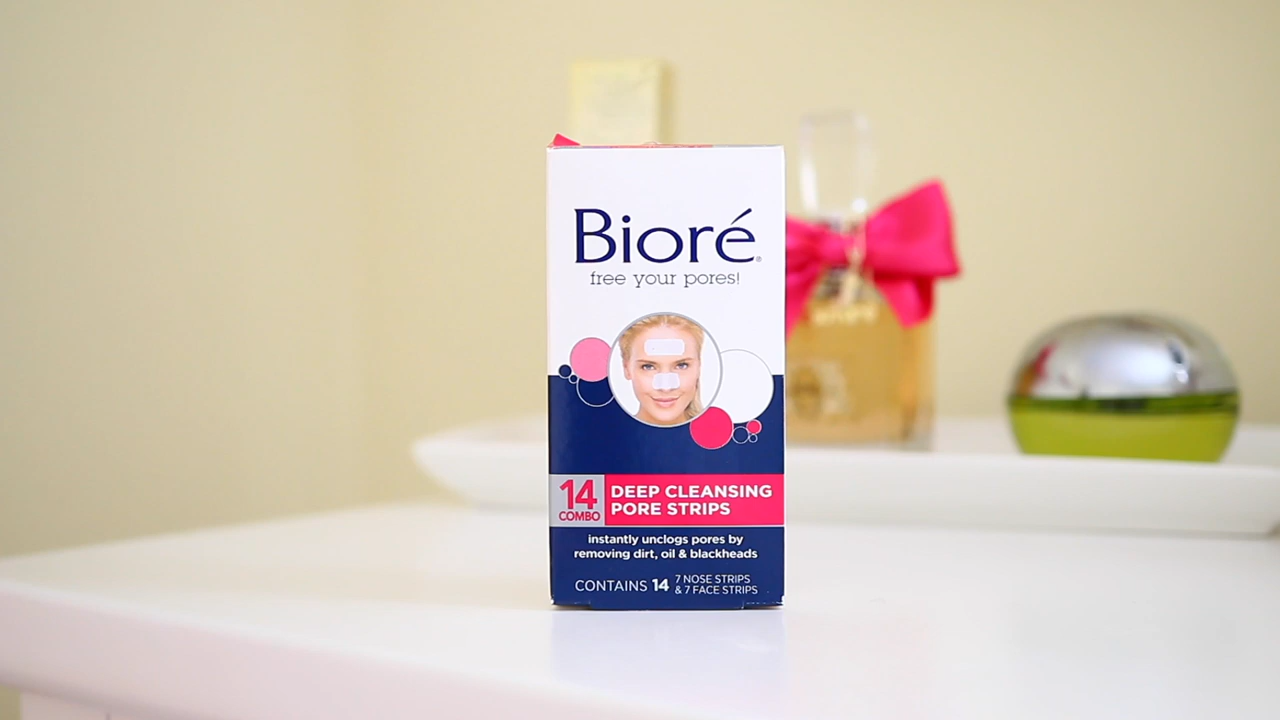 Bioré®
free your pores!
14
COMBO
DEEP CLEANSING
PORE STRIPS
instantly unclogs pores by
removing dirt, oil & blackheads
CONTAINS 14
7 NOSE STRIPS
& 7 FACE STRIPS